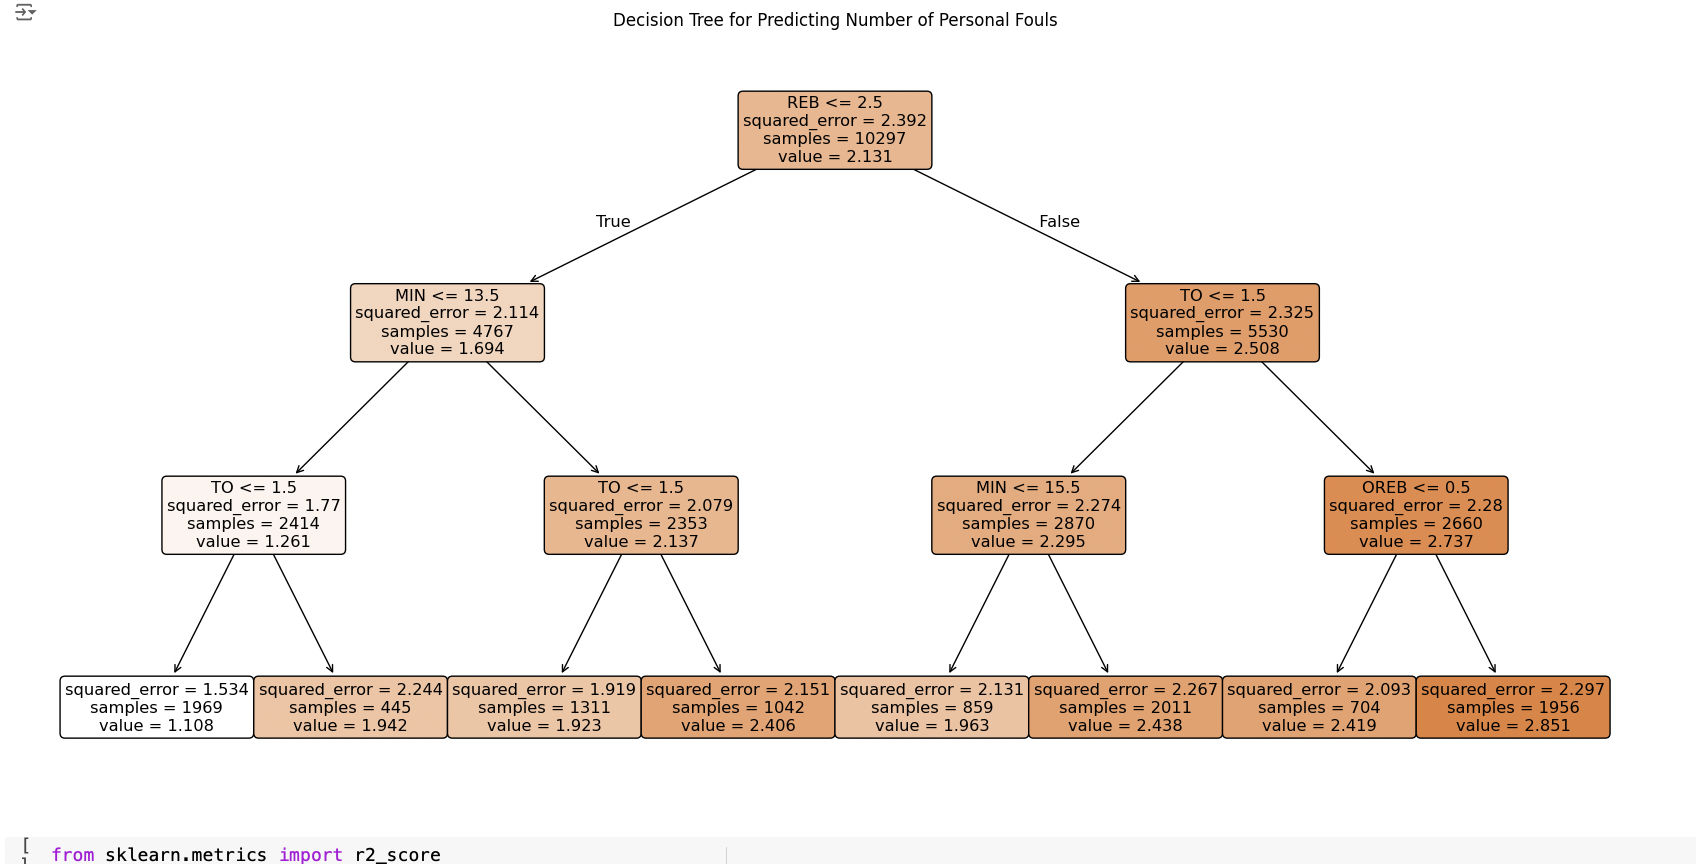 Decision Tree for Predicting Number of Personal Fouls
REB <= 2.5
squared_error = 2.392
samples = 10297
value = 2.131
True
False
MIN <= 13.5
squared_error = 2.114
samples = 4767
value = 1.694
TO <= 1.5
squared_error = 2.325
samples = 5530
value = 2.508
TO <= 1.5
squared_error = 1.77
samples = 2414
value = 1.261
TO <= 1.5
squared_error = 2.079
samples = 2353
value = 2.137
MIN <= 15.5
squared_error = 2.274
samples = 2870
value = 2.295
OREB <= 0.5
squared_error = 2.28
samples = 2660
value = 2.737
squared_error = 1.534
samples = 1969
value = 1.108
squared_error = 2.244
samples = 445
value = 1.942
squared_error = 1.919
samples = 1311
value = 1.923
squared_error = 2.151
samples = 1042
value = 2.406
squared_error = 2.131
samples = 859
value = 1.963
squared_error = 2.267
samples = 2011
value = 2.438
squared_error = 2.093
samples = 704
value = 2.419
squared_error = 2.297
samples = 1956
value = 2.851
[
]
from sklearn.metrics import r2_score